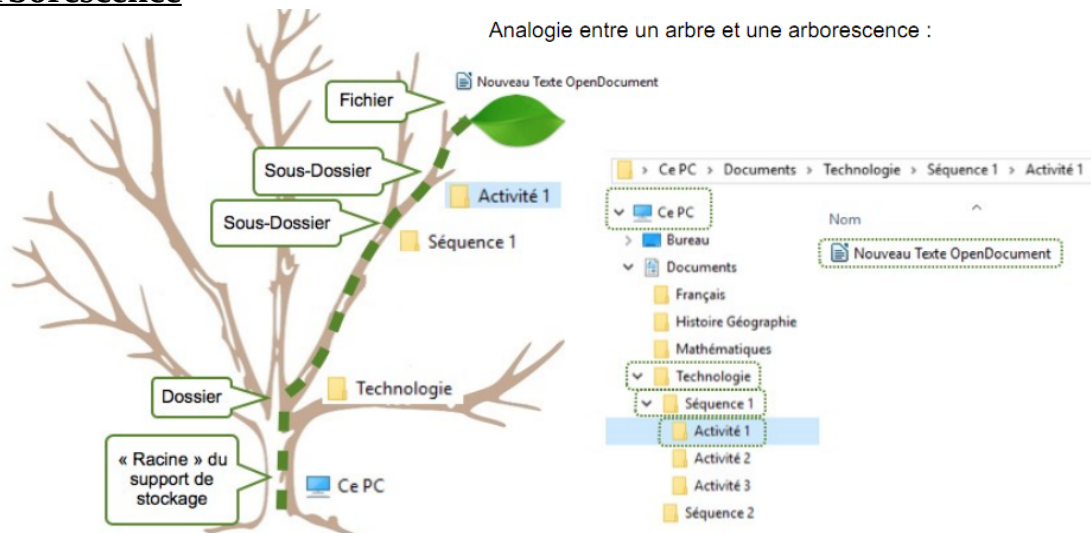 Analogie entre un arbre et une arborescence :
Nouveau Texte OpenDocument
Fichier
Sous-Dossier
Activité 1
Sous-Dossier
Séquence 1
Dossier
Technologie
« Racine » du
support de
stockage
Ce PC
> Ce PC > Documents > Technologie > Séquence 1 > Activité 1
Ce PC
Nom
Bureau
Nouveau Texte OpenDocument
Documents
Français
Histoire Géographie
Mathématiques
Technologie
Séquence 1
Activité 1
Activité 2
Activité 3
Séquence 2